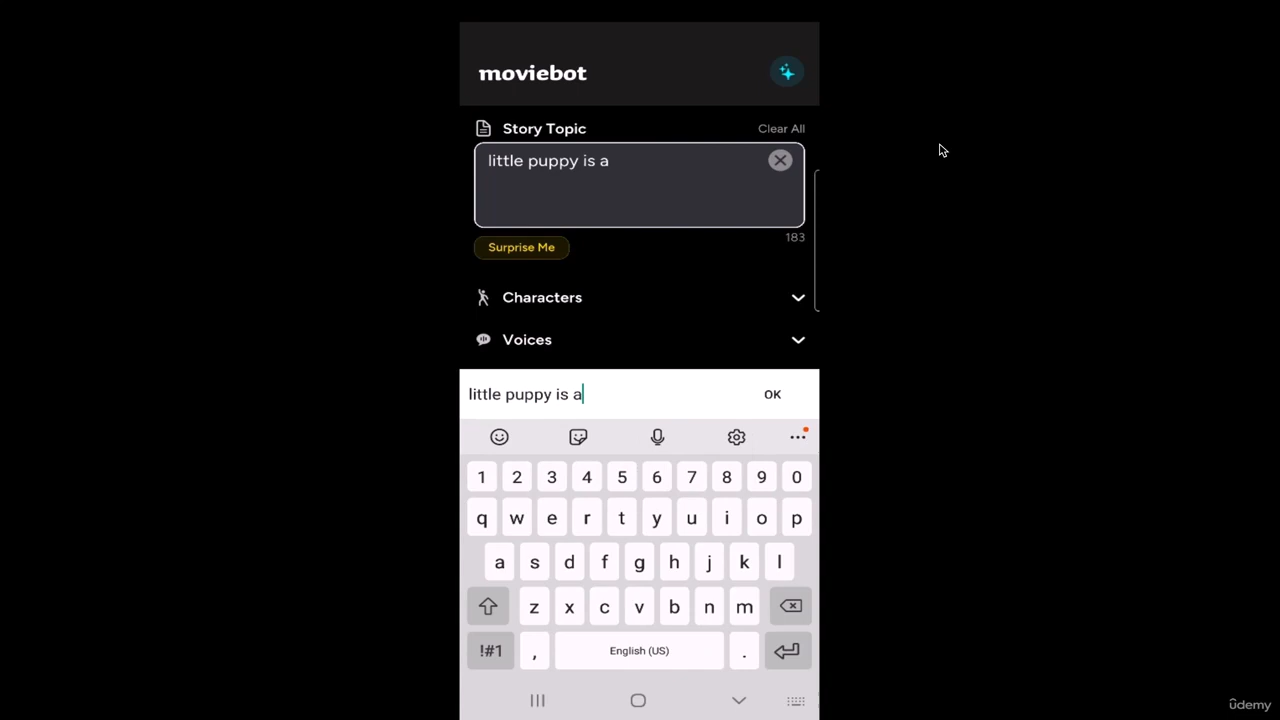 moviebot
Story Topic
Clear All
little puppy is a
183
Surprise Me
Characters
Voices
little puppy is a
OK
1 2 3 4 5 6 7 8 9 0
q w e r t y u i o p
a s d f g h j k l
z x c v b n m
!#1 , English (US) .
ûdemy